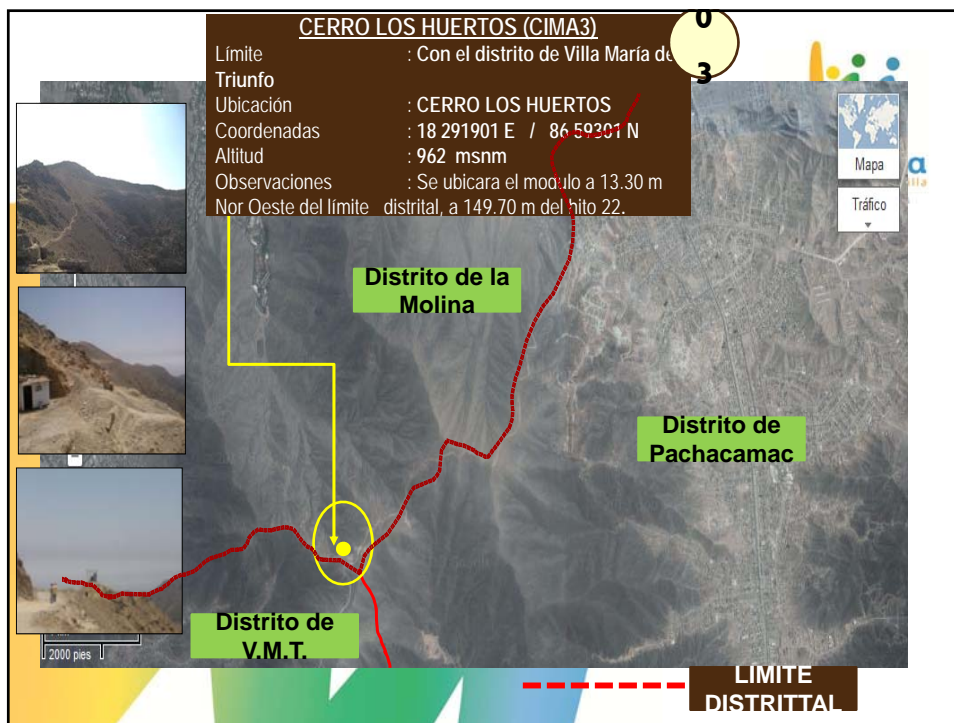 CERRO LOS HUERTOS (CIMA3)
0
3
Límite : Con el distrito de Villa María de
Triunfo
Ubicación : CERRO LOS HUERTOS
Coordenadas : 18 291901 E / 86 59301 N
Altitud : 962 msnm
Observaciones : Se ubicara el modulo a 13.30 m
Nor Oeste del límite distrital, a 149.70 m del hito 22.
Mapa
Tráfico
Distrito de la
Molina
Distrito de
Pachacamac
Distrito de
V.M.T.
2000 pies
LIMITE
DISTRITTAL